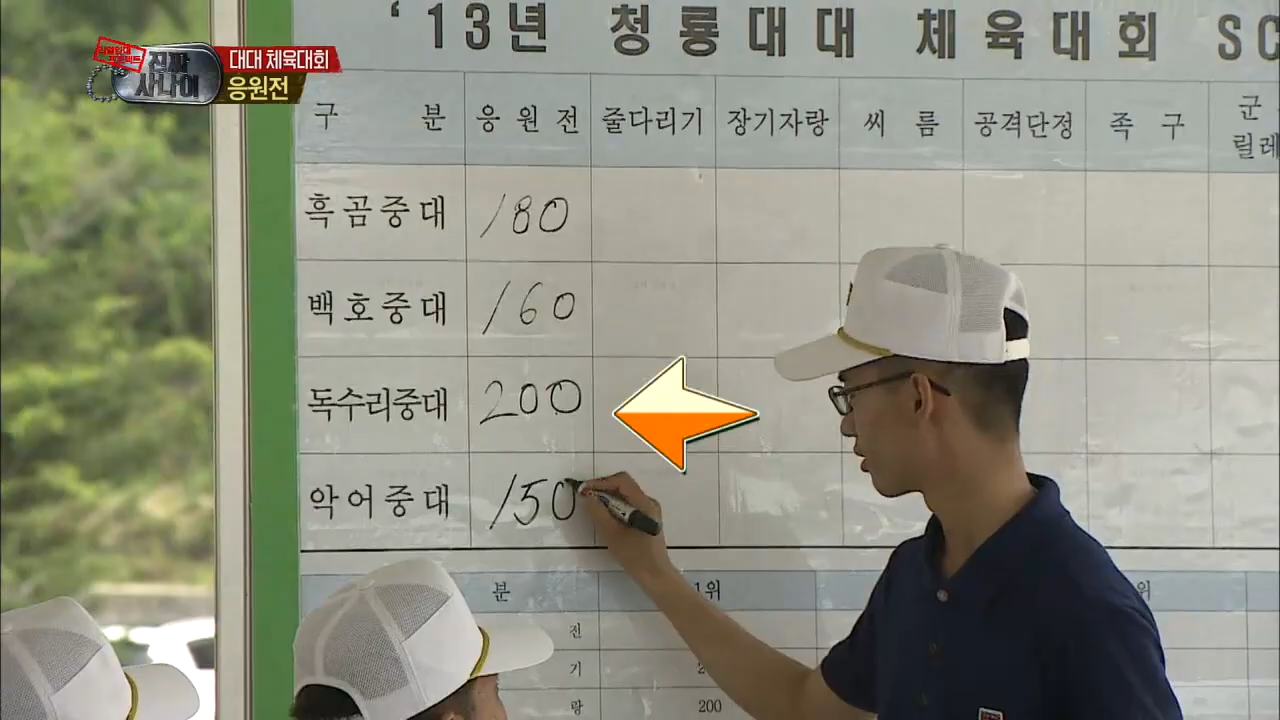 '13년 청룡대대 체육대회 SC
진짜 사나이
대대 체육대회
응원전
구 분 응원전 줄다리기 장기자랑 씨름 공격단정 족구 군
릴레
흑곰중대 180
백호중대 160
독수리중대 200
악어중대 150
분 1위 위
전
기 2
랑 200